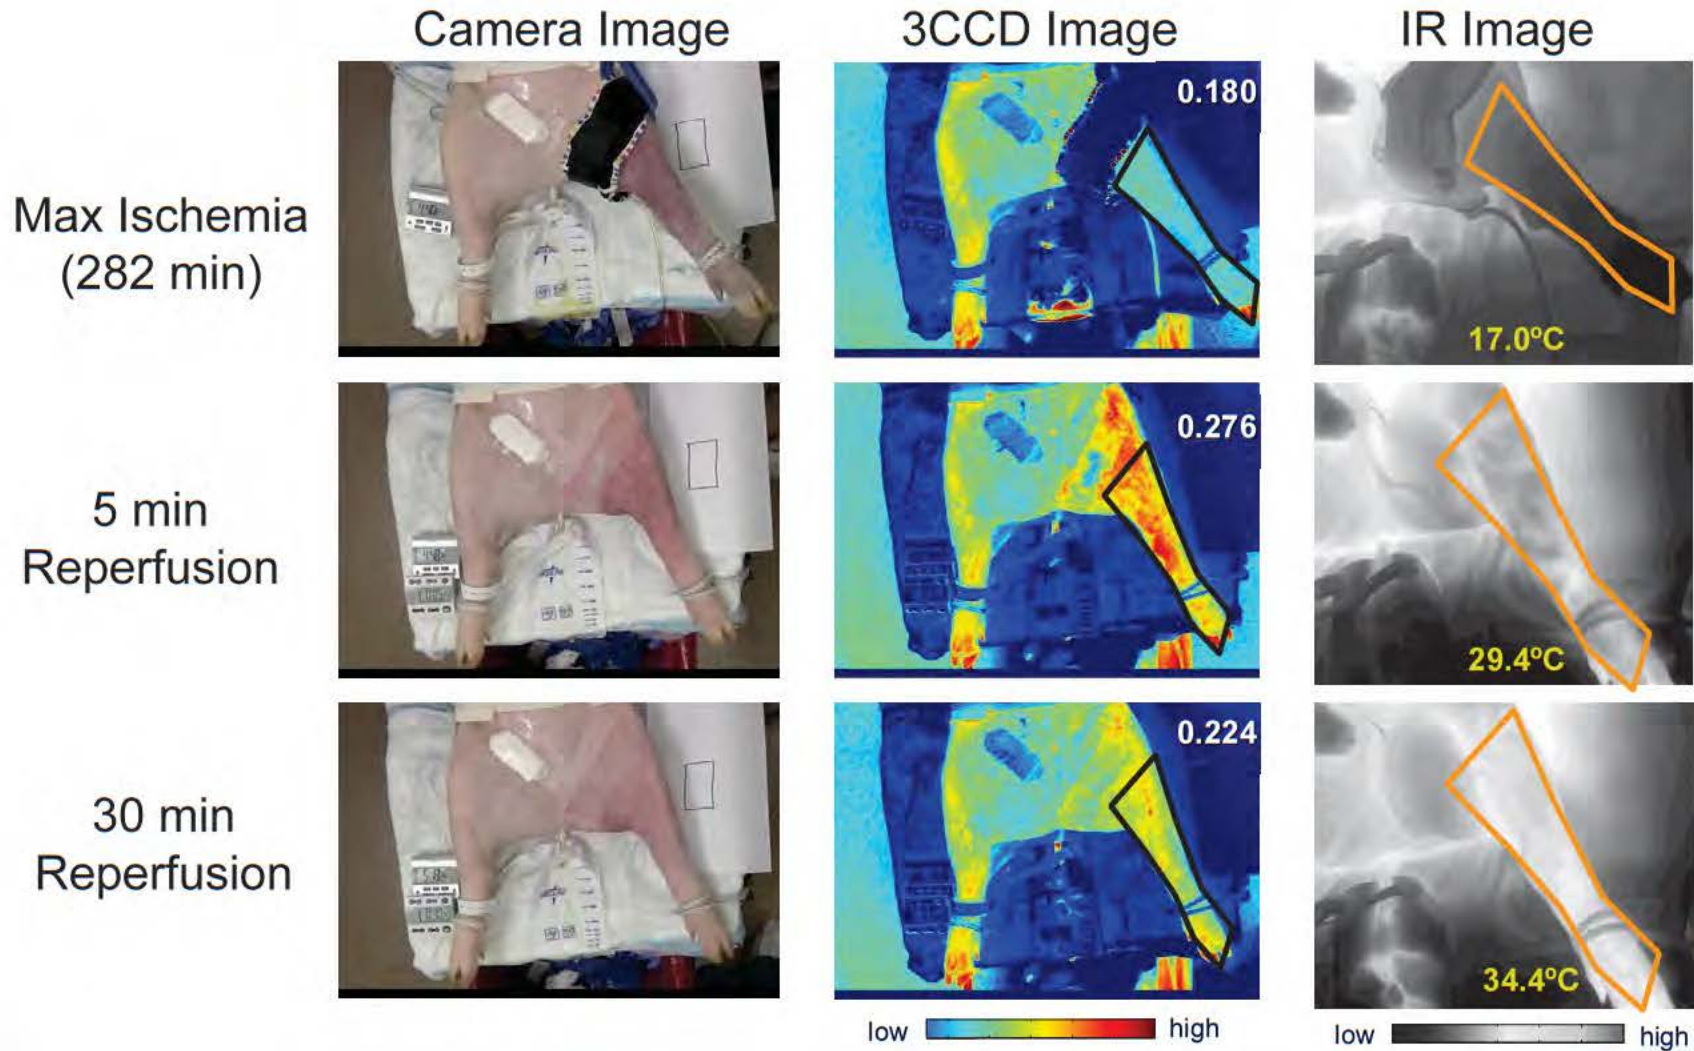 Camera Image
3CCD Image
IR Image
Max Ischemia
(282 min)
0.180
17.0ºC
5 min
Reperfusion
0.276
29.4ºC
30 min
Reperfusion
0.224
34.4ºC
low
high
low
high